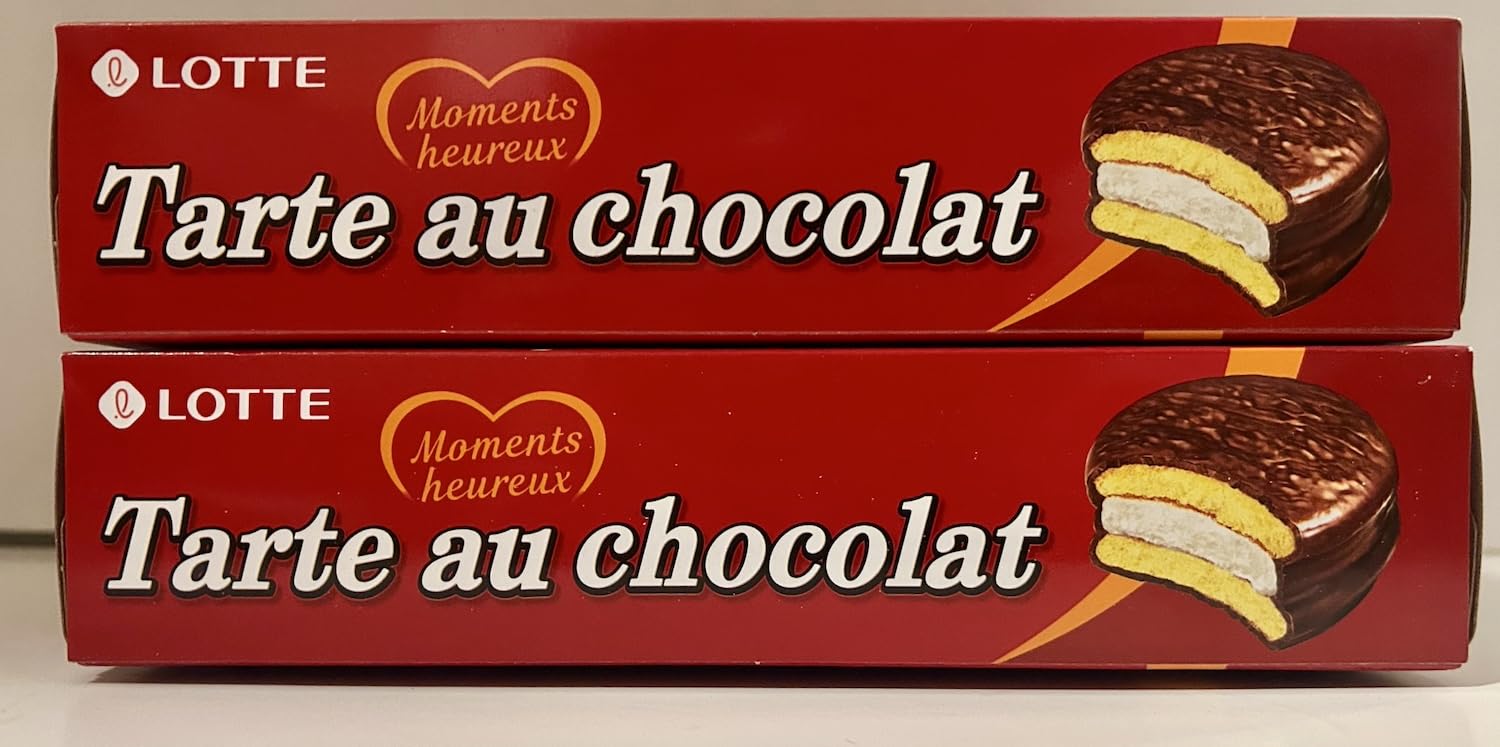 LOTTE
Moments
heureux
Tarte au chocolat
LOTTE
Moments
heureux
Tarte au chocolat